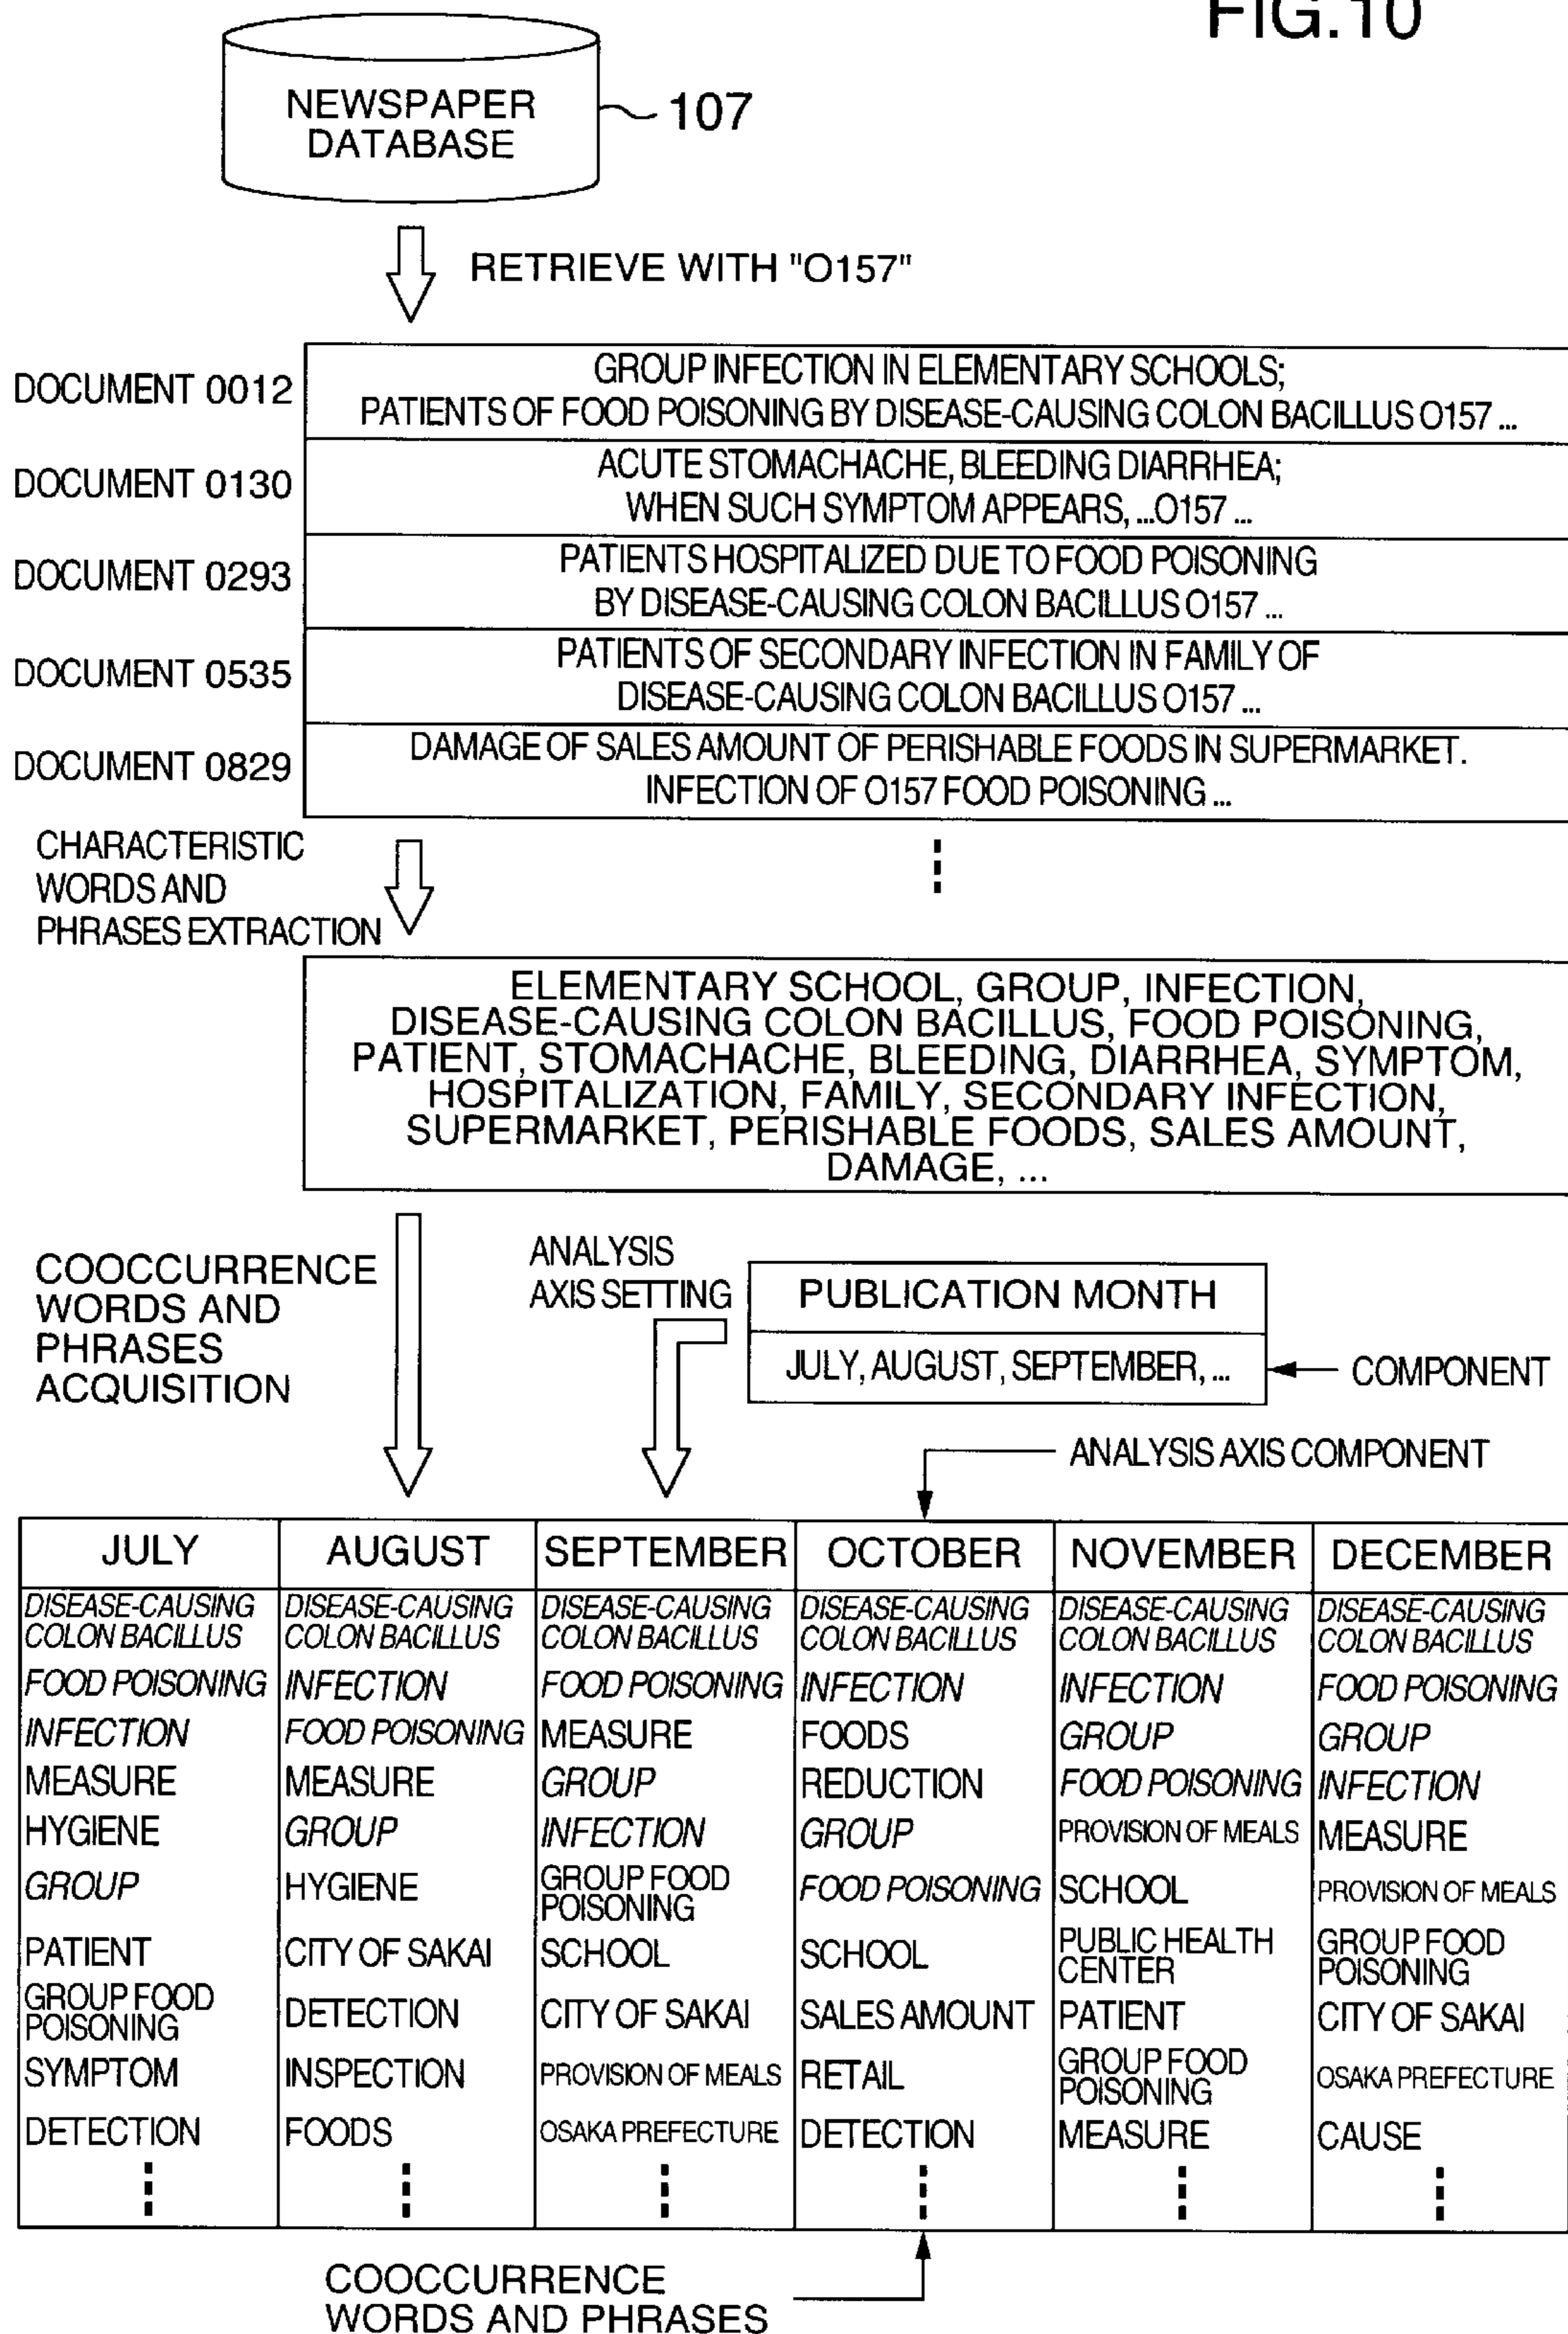 FIG.10
NEWSPAPER
DATABASE
107
RETRIEVE WITH "O157"
DOCUMENT 0012
GROUP INFECTION IN ELEMENTARY SCHOOLS;
PATIENTS OF FOOD POISONING BY DISEASE-CAUSING COLON BACILLUS O157 ...
DOCUMENT 0130
ACUTE STOMACHACHE, BLEEDING DIARRHEA;
WHEN SUCH SYMPTOM APPEARS, ...O157 ...
DOCUMENT 0293
PATIENTS HOSPITALIZED DUE TO FOOD POISONING
BY DISEASE-CAUSING COLON BACILLUS O157 ...
DOCUMENT 0535
PATIENTS OF SECONDARY INFECTION IN FAMILY OF
DISEASE-CAUSING COLON BACILLUS O157 ...
DOCUMENT 0829
DAMAGE OF SALES AMOUNT OF PERISHABLE FOODS IN SUPERMARKET.
INFECTION OF O157 FOOD POISONING ...
CHARACTERISTIC
WORDS AND
PHRASES EXTRACTION
ELEMENTARY SCHOOL, GROUP, INFECTION,
DISEASE-CAUSING COLON BACILLUS, FOOD POISONING,
PATIENT, STOMACHACHE, BLEEDING, DIARRHEA, SYMPTOM,
HOSPITALIZATION, FAMILY, SECONDARY INFECTION,
SUPERMARKET, PERISHABLE FOODS, SALES AMOUNT,
DAMAGE, ...
COOCCURRENCE
WORDS AND
PHRASES
ACQUISITION
ANALYSIS
AXIS SETTING
PUBLICATION MONTH
JULY, AUGUST, SEPTEMBER, ...
COMPONENT
ANALYSIS AXIS COMPONENT
JULY
DISEASE-CAUSING
COLON BACILLUS
FOOD POISONING
INFECTION
MEASURE
HYGIENE
GROUP
PATIENT
GROUP FOOD
POISONING
SYMPTOM
DETECTION
AUGUST
DISEASE-CAUSING
COLON BACILLUS
INFECTION
FOOD POISONING
MEASURE
GROUP
HYGIENE
CITY OF SAKAI
DETECTION
INSPECTION
FOODS
SEPTEMBER
DISEASE-CAUSING
COLON BACILLUS
FOOD POISONING
MEASURE
GROUP
INFECTION
GROUP FOOD
POISONING
SCHOOL
CITY OF SAKAI
PROVISION OF MEALS
OSAKA PREFECTURE
OCTOBER
DISEASE-CAUSING
COLON BACILLUS
INFECTION
FOODS
REDUCTION
GROUP
FOOD POISONING
SCHOOL
SALES AMOUNT
RETAIL
DETECTION
NOVEMBER
DISEASE-CAUSING
COLON BACILLUS
INFECTION
GROUP
FOOD POISONING
PROVISION OF MEALS
SCHOOL
PUBLIC HEALTH
CENTER
PATIENT
GROUP FOOD
POISONING
MEASURE
DECEMBER
DISEASE-CAUSING
COLON BACILLUS
FOOD POISONING
GROUP
INFECTION
MEASURE
PROVISION OF MEALS
GROUP FOOD
POISONING
CITY OF SAKAI
OSAKA PREFECTURE
CAUSE
COOCCURRENCE
WORDS AND PHRASES